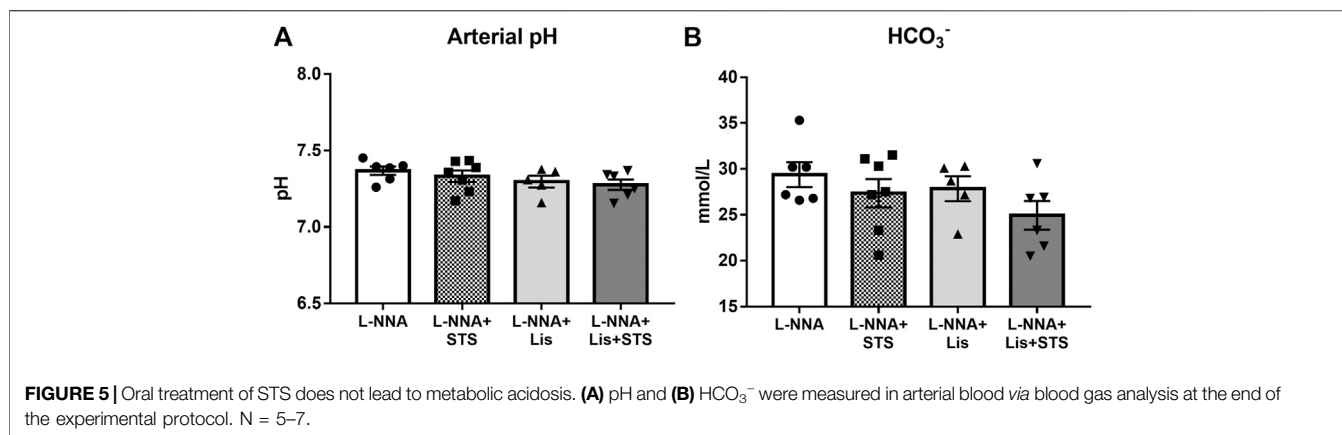 A
Arterial pH
8.0
7.5
7.0
6.5
pH
L-NNA
L-NNA+
STS
L-NNA+
Lis
L-NNA+
Lis+STS
B
HCO₃⁻
40
35
30
25
20
15
mmol/L
L-NNA
L-NNA+
STS
L-NNA+
Lis
L-NNA+
Lis+STS
FIGURE 5 | Oral treatment of STS does not lead to metabolic acidosis. (A) pH and (B) HCO₃⁻ were measured in arterial blood via blood gas analysis at the end of
the experimental protocol. N = 5–7.